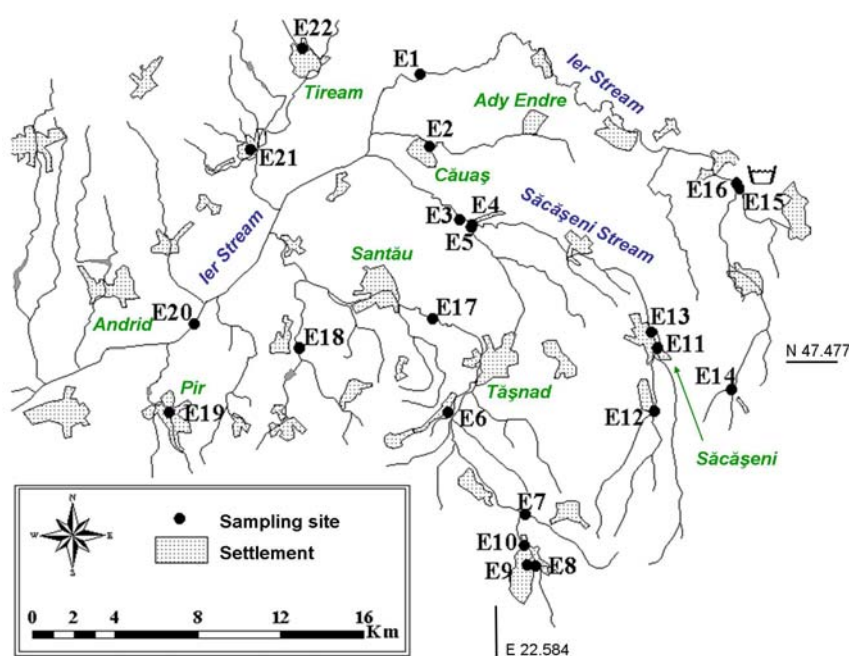 E22
E1
Ier Stream
Tiream
Ady Endre
E2
E21
Căuaş
E16
E15
E3
E4
E5
Săcăşeni Stream
Ier Stream
Santău
E17
E13
E20
Andrid
E18
E11
N 47.477
E14
Pir
Tăşnad
E19
E6
E12
Săcăşeni
E7
E10
E9
E8
N
W
E
S
Sampling site
Settlement
0 2 4 8 12 16
Km
E 22.584